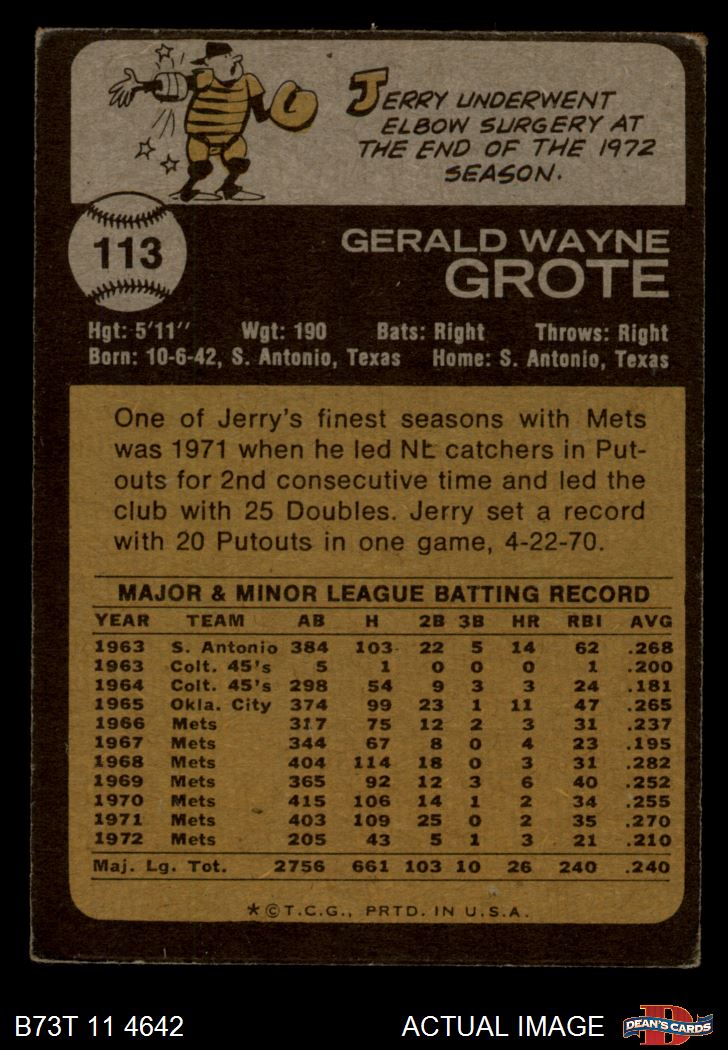 JERRY UNDERWENT
ELBOW SURGERY AT
THE END OF THE 1972
SEASON.
113
GERALD WAYNE
GROTE
Hgt: 5'11" Wgt: 190 Bats: Right Throws: Right
Born: 10-6-42, S. Antonio, Texas Home: S. Antonio, Texas
One of Jerry's finest seasons with Mets
was 1971 when he led NL catchers in Put-
outs for 2nd consecutive time and led the
club with 25 Doubles. Jerry set a record
with 20 Putouts in one game, 4-22-70.
MAJOR & MINOR LEAGUE BATTING RECORD
YEAR TEAM AB H 2B 3B HR RBI AVG
1963 S. Antonio 384 103 22 5 14 62 .268
1963 Colt. 45's 5 1 0 0 0 1 .200
1964 Colt. 45's 298 54 9 3 3 24 .181
1965 Okla. City 374 99 23 1 11 47 .265
1966 Mets 317 75 12 2 3 31 .237
1967 Mets 344 67 8 0 4 23 .195
1968 Mets 404 114 18 0 3 31 .282
1969 Mets 365 92 12 3 6 40 .252
1970 Mets 415 106 14 1 2 34 .255
1971 Mets 403 109 25 0 2 35 .270
1972 Mets 205 43 5 1 3 21 .210
Maj. Lg. Tot. 2756 661 103 10 26 240 .240
*©T.C.G., PRTD. IN U.S.A.
B73T 11 4642 ACTUAL IMAGE
D
DEAN'S CARDS